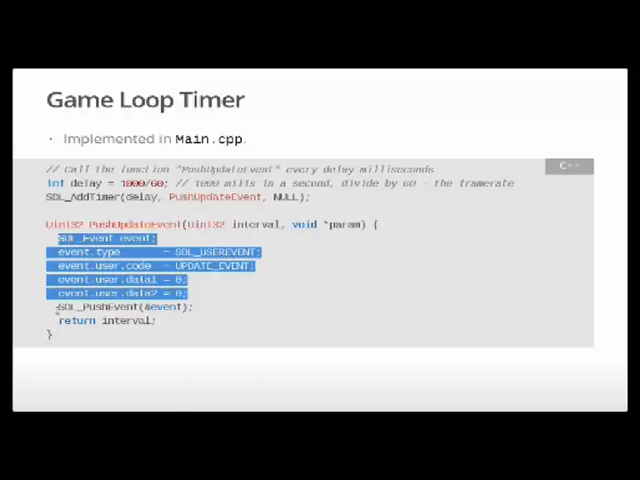 Game Loop Timer
· Implemented in Main.cpp.
C++
// Call the function "PushUpdateEvent" every delay milliseconds
int delay = 1000/60; // 1000 mills in a second, divide by 60 = the framerate
SDL_AddTimer(delay, PushUpdateEvent, NULL);
Uint32 PushUpdateEvent(Uint32 interval, void *param) {
SDL_Event event;
event.type = SDL_USEREVENT;
event.user.code = UPDATE_EVENT;
event.user.data1 = 0;
event.user.data2 = 0;
SDL_PushEvent(&event);
return interval;
}